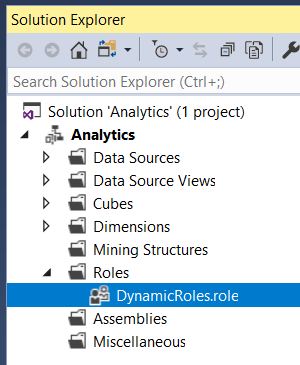 Solution Explorer
Search Solution Explorer (Ctrl+;)
Solution 'Analytics' (1 project)
Analytics
Data Sources
Data Source Views
Cubes
Dimensions
Mining Structures
Roles
DynamicRoles.role
Assemblies
Miscellaneous